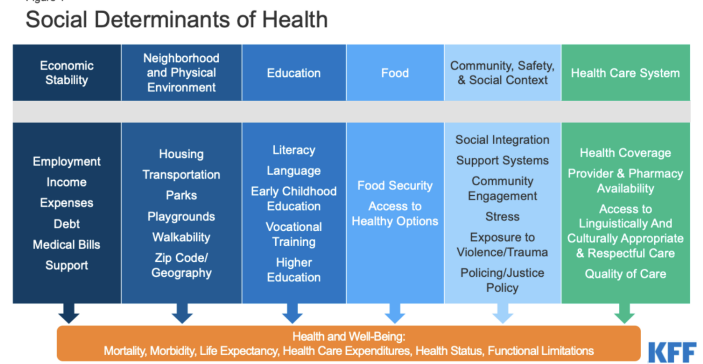 Social Determinants of Health
Economic
Stability
Neighborhood
and Physical
Environment
Education
Food
Community, Safety,
& Social Context
Health Care System
Employment
Income
Expenses
Debt
Medical Bills
Support
Housing
Transportation
Parks
Playgrounds
Walkability
Zip Code/
Geography
Literacy
Language
Early Childhood
Education
Vocational
Training
Higher
Education
Food Security
Access to
Healthy Options
Social Integration
Support Systems
Community
Engagement
Stress
Exposure to
Violence/Trauma
Policing/Justice
Policy
Health Coverage
Provider & Pharmacy
Availability
Access to
Linguistically And
Culturally Appropriate
& Respectful Care
Quality of Care
Health and Well-Being:
Mortality, Morbidity, Life Expectancy, Health Care Expenditures, Health Status, Functional Limitations
KFF